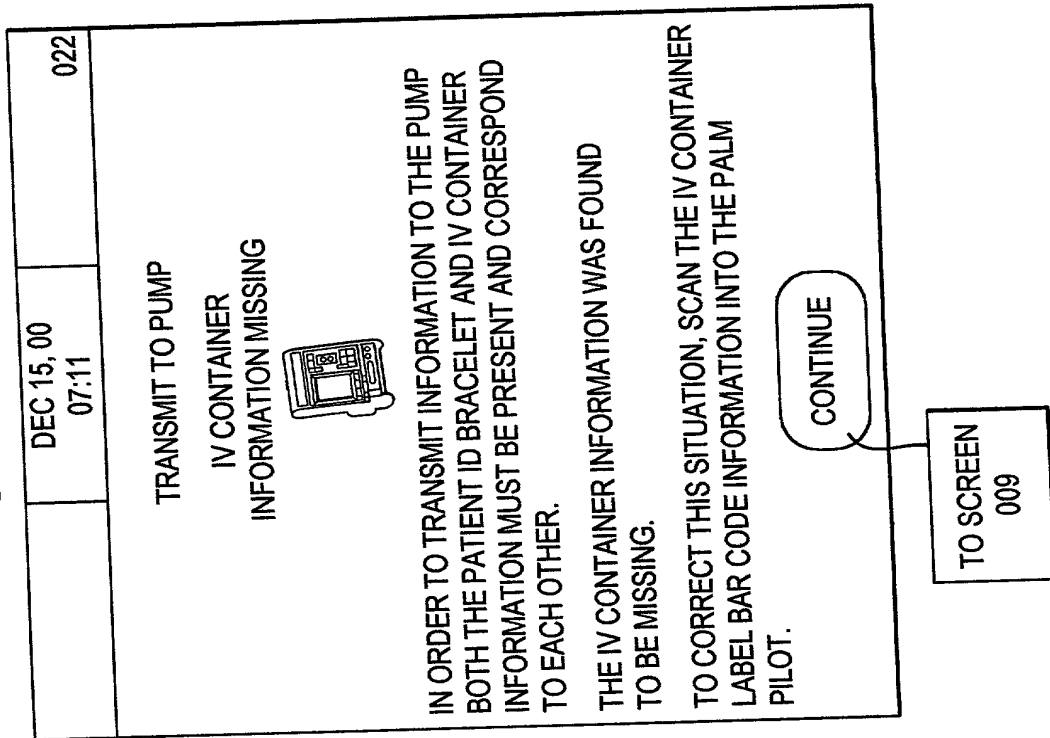 DEC 15, 00
07:11
022
TRANSMIT TO PUMP
IV CONTAINER
INFORMATION MISSING
IN ORDER TO TRANSMIT INFORMATION TO THE PUMP
BOTH THE PATIENT ID BRACELET AND IV CONTAINER
INFORMATION MUST BE PRESENT AND CORRESPOND
TO EACH OTHER.
THE IV CONTAINER INFORMATION WAS FOUND
TO BE MISSING.
TO CORRECT THIS SITUATION, SCAN THE IV CONTAINER
LABEL BAR CODE INFORMATION INTO THE PALM
PILOT.
CONTINUE
TO SCREEN
009